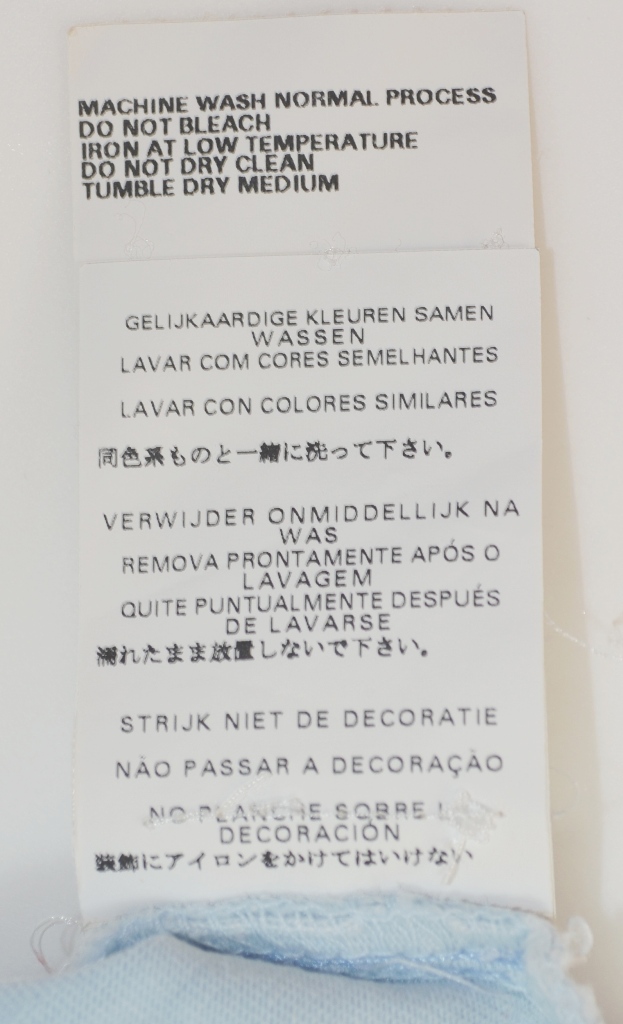 MACHINE WASH NORMAL PROCESS
DO NOT BLEACH
IRON AT LOW TEMPERATURE
DO NOT DRY CLEAN
TUMBLE DRY MEDIUM
GELIJKAARDIGE KLEUREN SAMEN
WASSEN
LAVAR COM CORES SEMELHANTES
LAVAR CON COLORES SIMILARES
同色系ものと一緒に洗って下さい。
VERWIJDER ONMIDDELLIJK NA
WAS
REMOVA PRONTAMENTE APÓS O
LAVAGEM
QUITE PUNTUALMENTE DESPUÉS
DE LAVARSE
濡れたまま放置しないで下さい。
STRIJK NIET DE DECORATIE
NÃO PASSAR A DECORAÇÃO
NO PLANCHE SOBRE
DECORACIÓN
装飾にアイロンをかけてはいけない